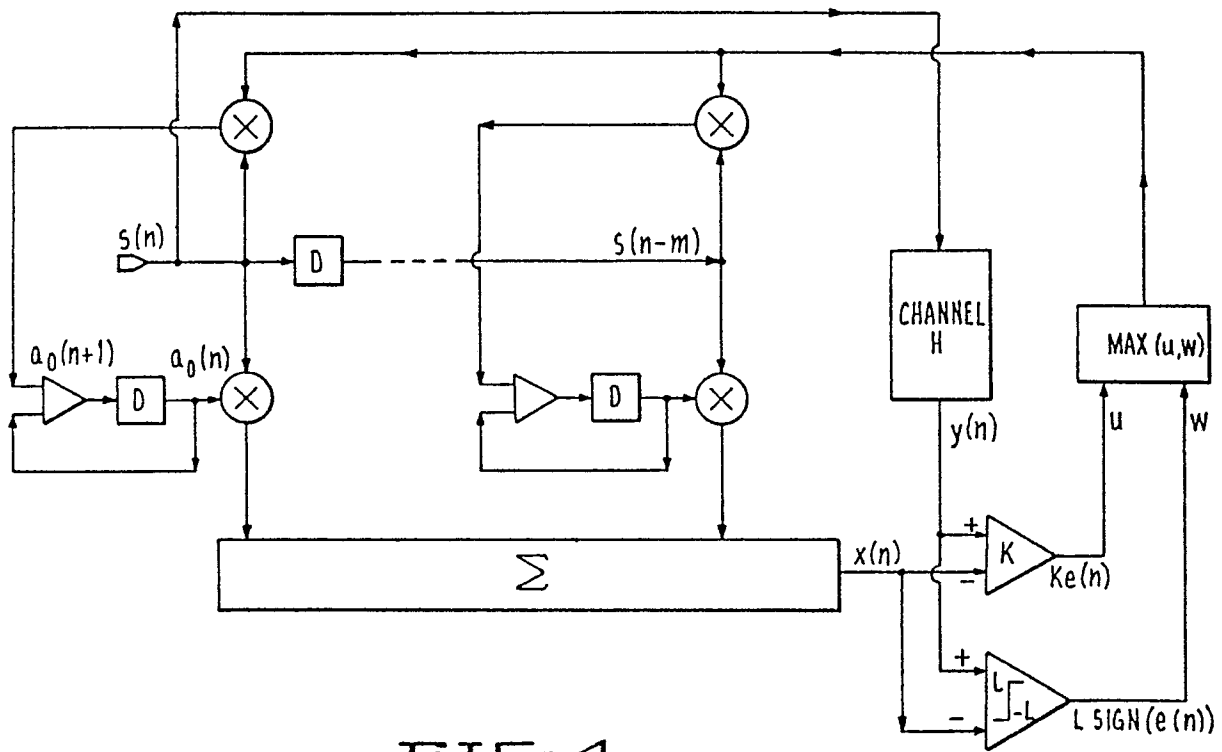 s(n)
D
s(n-m)
CHANNEL
H
MAX (u,w)
a₀(n+1)
a₀(n)
D
D
y(n)
u
w
Σ
x(n)
+
K
-
Ke(n)
+
L
-L
-
L SIGN(e(n))